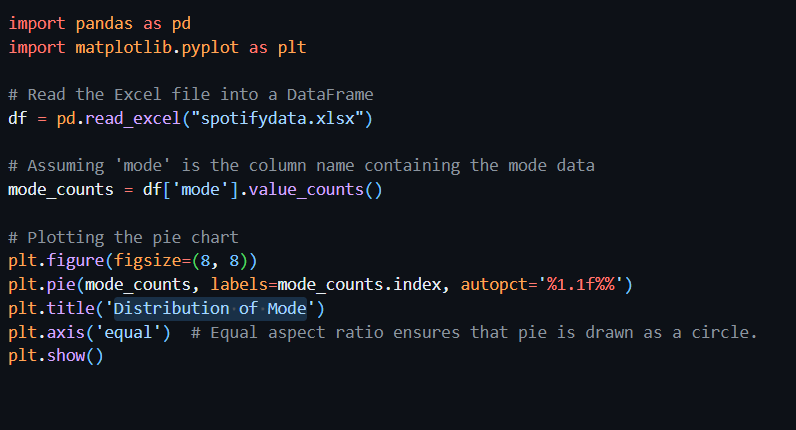 import pandas as pd
import matplotlib.pyplot as plt
# Read the Excel file into a DataFrame
df = pd.read_excel("spotifydata.xlsx")
# Assuming 'mode' is the column name containing the mode data
mode_counts = df['mode'].value_counts()
# Plotting the pie chart
plt.figure(figsize=(8, 8))
plt.pie(mode_counts, labels=mode_counts.index, autopct='%1.1f%%')
plt.title('Distribution of Mode')
plt.axis('equal')  # Equal aspect ratio ensures that pie is drawn as a circle.
plt.show()